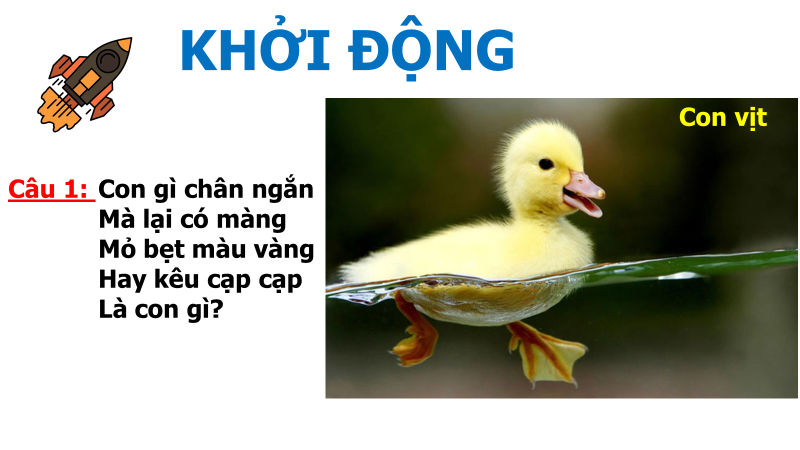 KHỞI ĐỘNG
Con vịt
Câu 1: Con gì chân ngắn
Mà lại có màng
Mỏ bẹt màu vàng
Hay kêu cạp cạp
Là con gì?